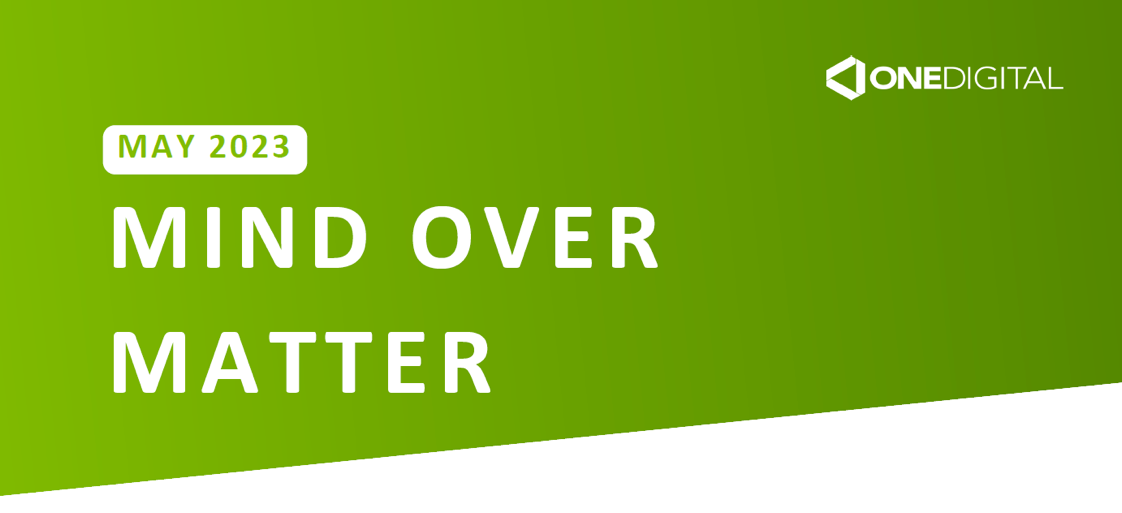 ONEDIGITAL
MAY 2023
MIND OVER
MATTER